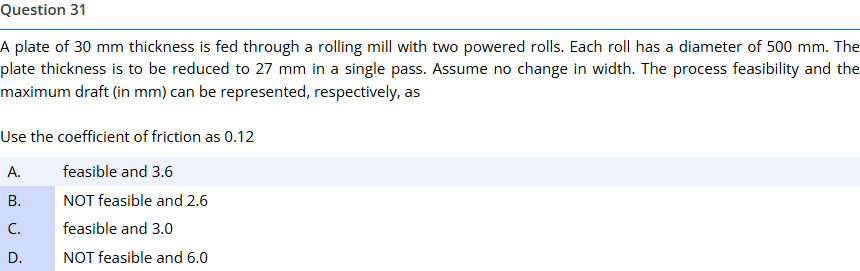 Question 31
A plate of 30 mm thickness is fed through a rolling mill with two powered rolls. Each roll has a diameter of 500 mm. The
plate thickness is to be reduced to 27 mm in a single pass. Assume no change in width. The process feasibility and the
maximum draft (in mm) can be represented, respectively, as
Use the coefficient of friction as 0.12
A. feasible and 3.6
B. NOT feasible and 2.6
C. feasible and 3.0
D. NOT feasible and 6.0